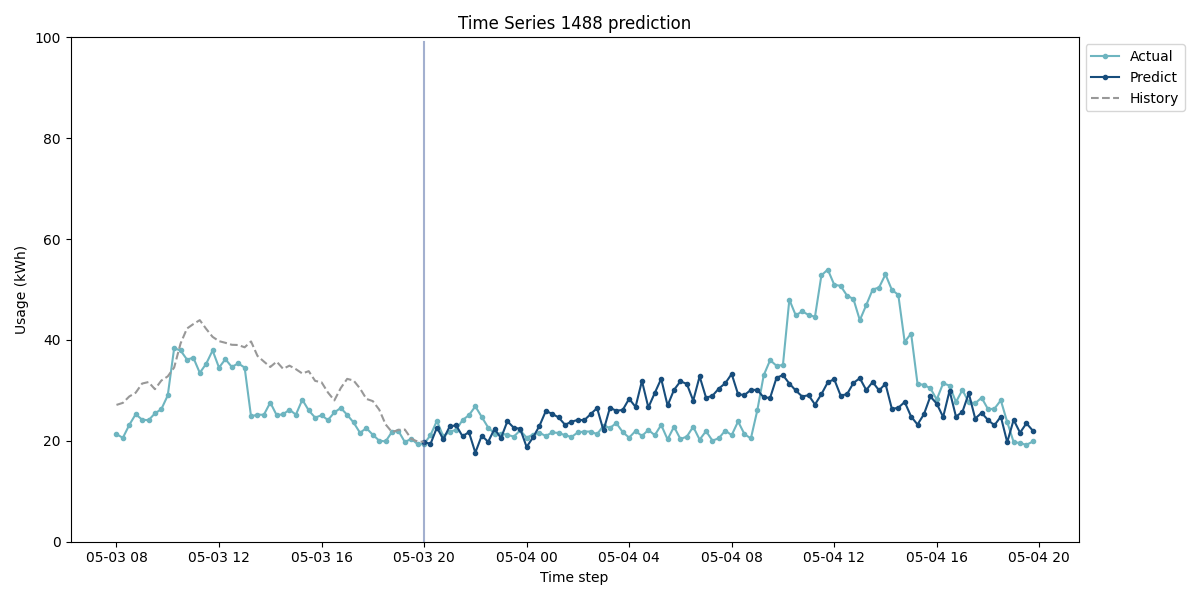 Time Series 1488 prediction
Usage (kWh)
100
80
60
40
20
0
05-03 08
05-03 12
05-03 16
05-03 20
05-04 00
05-04 04
05-04 08
05-04 12
05-04 16
05-04 20
Time step
Actual
Predict
History